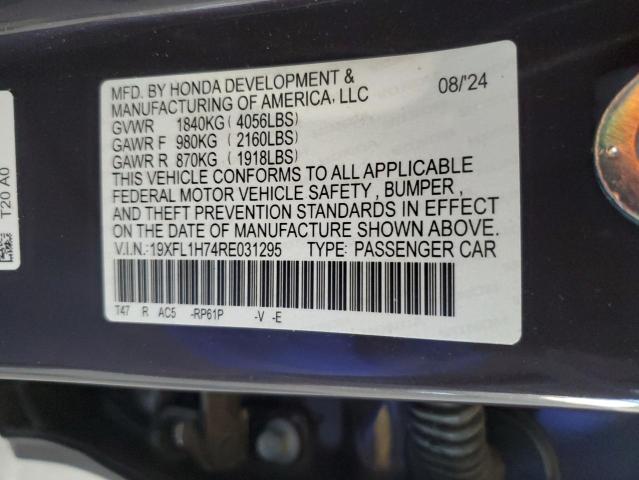 MFD. BY HONDA DEVELOPMENT &
MANUFACTURING OF AMERICA, LLC 08/'24
GVWR 1840KG ( 4056LBS)
GAWR F 980KG ( 2160LBS)
GAWR R 870KG ( 1918LBS)
THIS VEHICLE CONFORMS TO ALL APPLICABLE
FEDERAL MOTOR VEHICLE SAFETY , BUMPER ,
AND THEFT PREVENTION STANDARDS IN EFFECT
ON THE DATE OF MANUFACTURE SHOWN ABOVE.
V.I.N.:19XFL1H74RE031295 TYPE: PASSENGER CAR
T47 R AC5 -RP61P -V -E
T20 A0